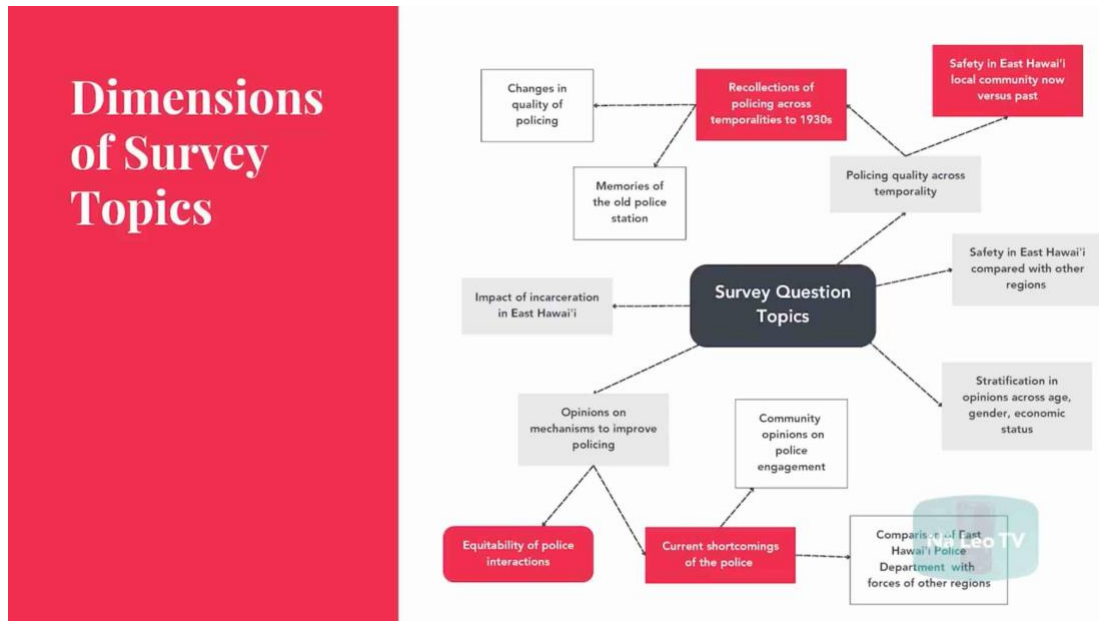 Dimensions
of Survey
Topics
Changes in
quality of
policing
Recollections of
policing across
temporalities to 1930s
Safety in East Hawai'i
local community now
versus past
Memories of
the old police
station
Policing quality across
temporality
Safety in East Hawai'i
compared with other
regions
Survey Question
Topics
Impact of incarceration
in East Hawai'i
Stratification in
opinions across age,
gender, economic
status
Opinions on
mechanisms to improve
policing
Community
opinions on
police
engagement
Equitability of police
interactions
Current shortcomings
of the police
Comparison of East
Hawai'i Police
Department with
forces of other regions
Nā Leo TV